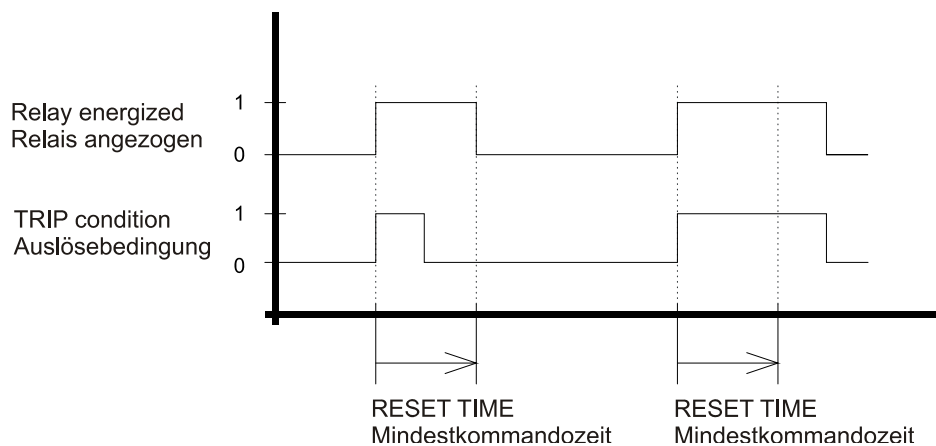 Relay energized
Relais angezogen
1
0
TRIP condition
Auslösebedingung
1
0
RESET TIME
Mindestkommandozeit
RESET TIME
Mindestkommandozeit